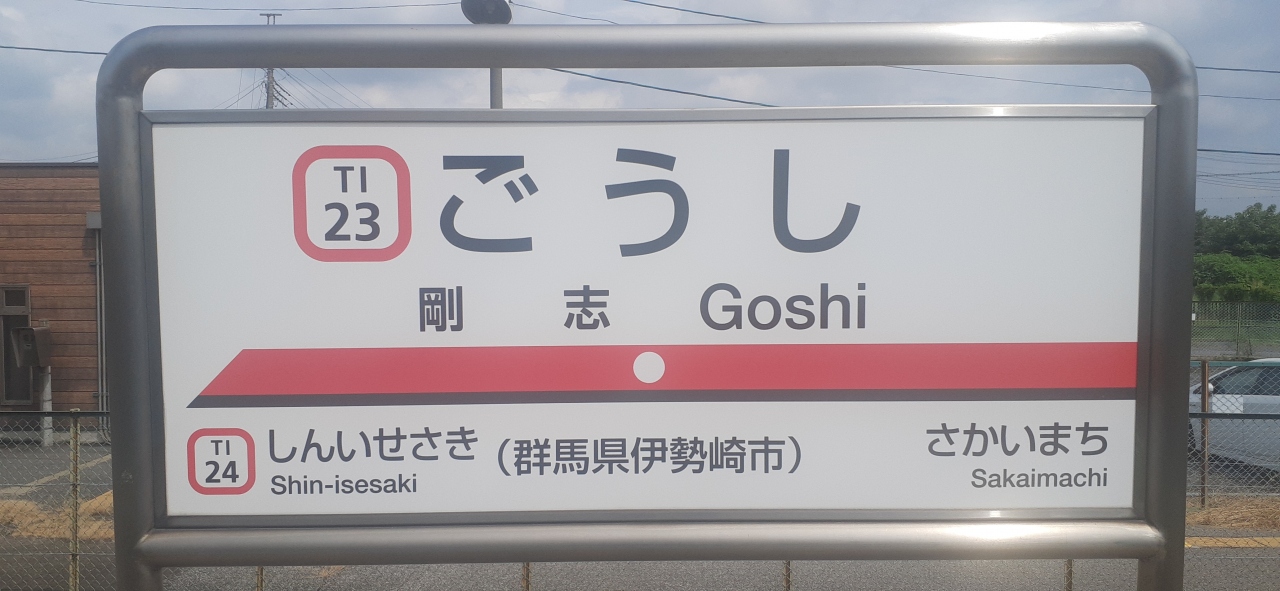 TI
23
ごうし
剛志 Goshi
TI
24
しんいせさき
Shin-isesaki
(群馬県伊勢崎市)
さかいまち
Sakaimachi